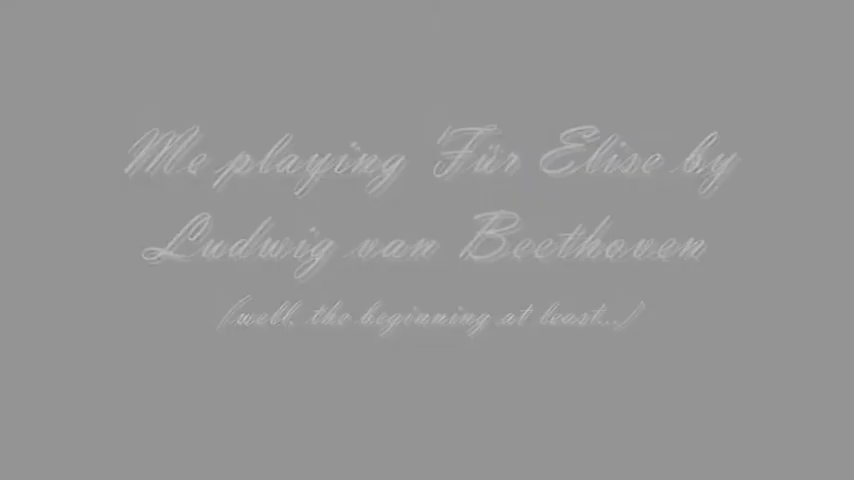 Me playing Für Elise by
Ludwig van Beethoven
(well, the beginning at least...)